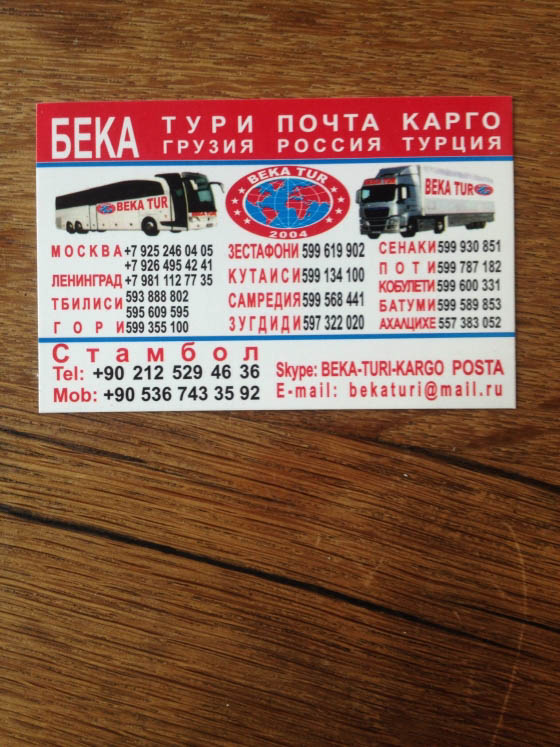 БЕКА ТУРИ ПОЧТА КАРГО
ГРУЗИЯ РОССИЯ ТУРЦИЯ
BEKA TUR
BEKA TUR
BEKA TUR
2004
BEKA TUR
МОСКВА +7 925 246 04 05
+7 926 495 42 41
ЛЕНИНГРАД +7 981 112 77 35
ТБИЛИСИ 593 888 802
595 609 595
ГОРИ 599 355 100
ЗЕСТАФОНИ 599 619 902
КУТАИСИ 599 134 100
САМРЕДИЯ 599 568 441
ЗУГДИДИ 597 322 020
СЕНАКИ 599 930 851
ПОТИ 599 787 182
КОБУЛЕТИ 599 600 331
БАТУМИ 599 589 853
АХАЛЦИХЕ 557 383 052
Стамбол
Tel: +90 212 529 46 36
Mob: +90 536 743 35 92
Skype: BEKA-TURI-KARGO POSTA
E-mail: bekaturi@mail.ru